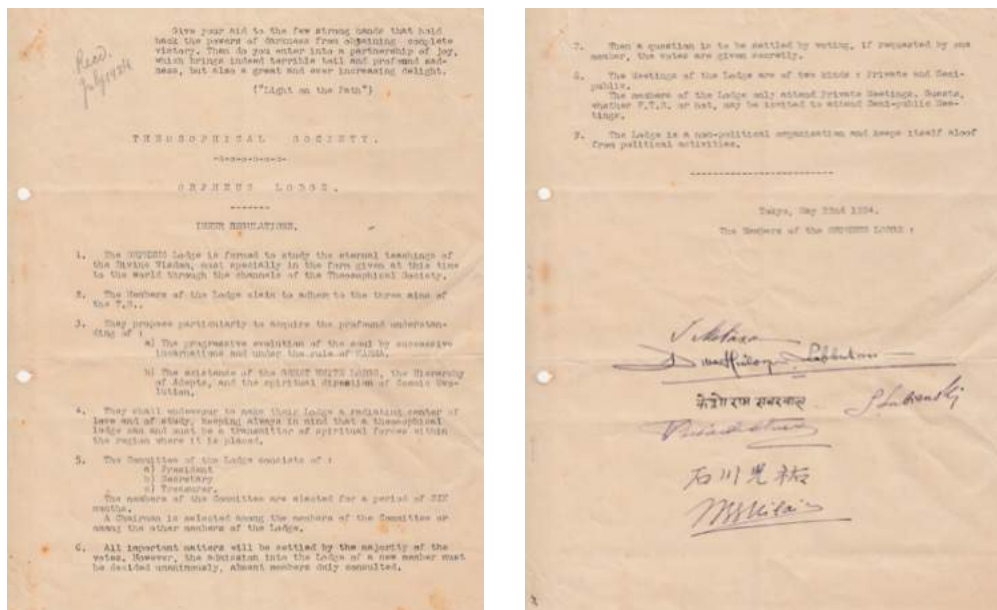 Recd.
July 1924
Give your aid to the few strong hands that hold
back the powers of darkness from obtaining complete
victory. Then do you enter into a partnership of joy,
which brings indeed terrible toil and profound sad-
ness, but also a great and ever increasing delight.
("Light on the Path")
THEOSOPHICAL SOCIETY.
ORPHEUS LODGE.
INNER REGULATIONS.
1. The ORPHEUS Lodge is formed to study the eternal teachings of
the Divine Wisdom, most specially in the form given at this time
to the world through the channels of the Theosophical Society.
2. The Members of the Lodge claim to adhere to the three aims of
the T.S..
3. They propose particularly to acquire the profound understan-
ding of :
a) The progressive evolution of the soul by successive
incarnations and under the rule of KARMA.
b) The existence of the GREAT WHITE LODGE, the Hierarchy
of Adepts, and the spiritual direction of Cosmic Evo-
lution.
4. They shall endeavour to make their Lodge a radiating center of
love and of study, keeping always in mind that a theosophical
lodge can and must be a transmitter of spiritual forces within
the region where it is placed.
5. The Committee of the Lodge consists of :
a) President
b) Secretary
c) Treasurer.
The members of the Committee are elected for a period of SIX
months.
A Chairman is selected among the members of the Committee or
among the other members of the Lodge.
6. All important matters will be settled by the majority of the
votes. However, the admission into the Lodge of a new member must
be decided unanimously, absent members duly consulted.
7. When a question is to be settled by voting, if requested by one
member, the votes are given secretly.
8. The Meetings of the Lodge are of two kinds : Private and Semi-
public.
The members of the Lodge only attend Private Meetings. Guests,
whether F.T.S. or not, may be invited to attend Semi-public Mee-
tings.
9. The Lodge is a non-political organisation and keeps itself aloof
from political activities.
Tokyo, May 22nd 1924.
The Members of the ORPHEUS LODGE :
राम सबरवाल
石川